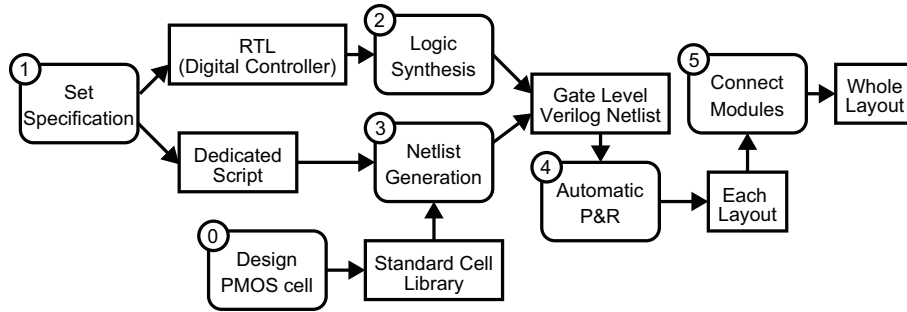 1
Set
Specification
RTL
(Digital Controller)
2
Logic
Synthesis
Dedicated
Script
3
Netlist
Generation
0
Design
PMOS cell
Standard Cell
Library
Gate Level
Verilog Netlist
4
Automatic
P&R
Each
Layout
5
Connect
Modules
Whole
Layout